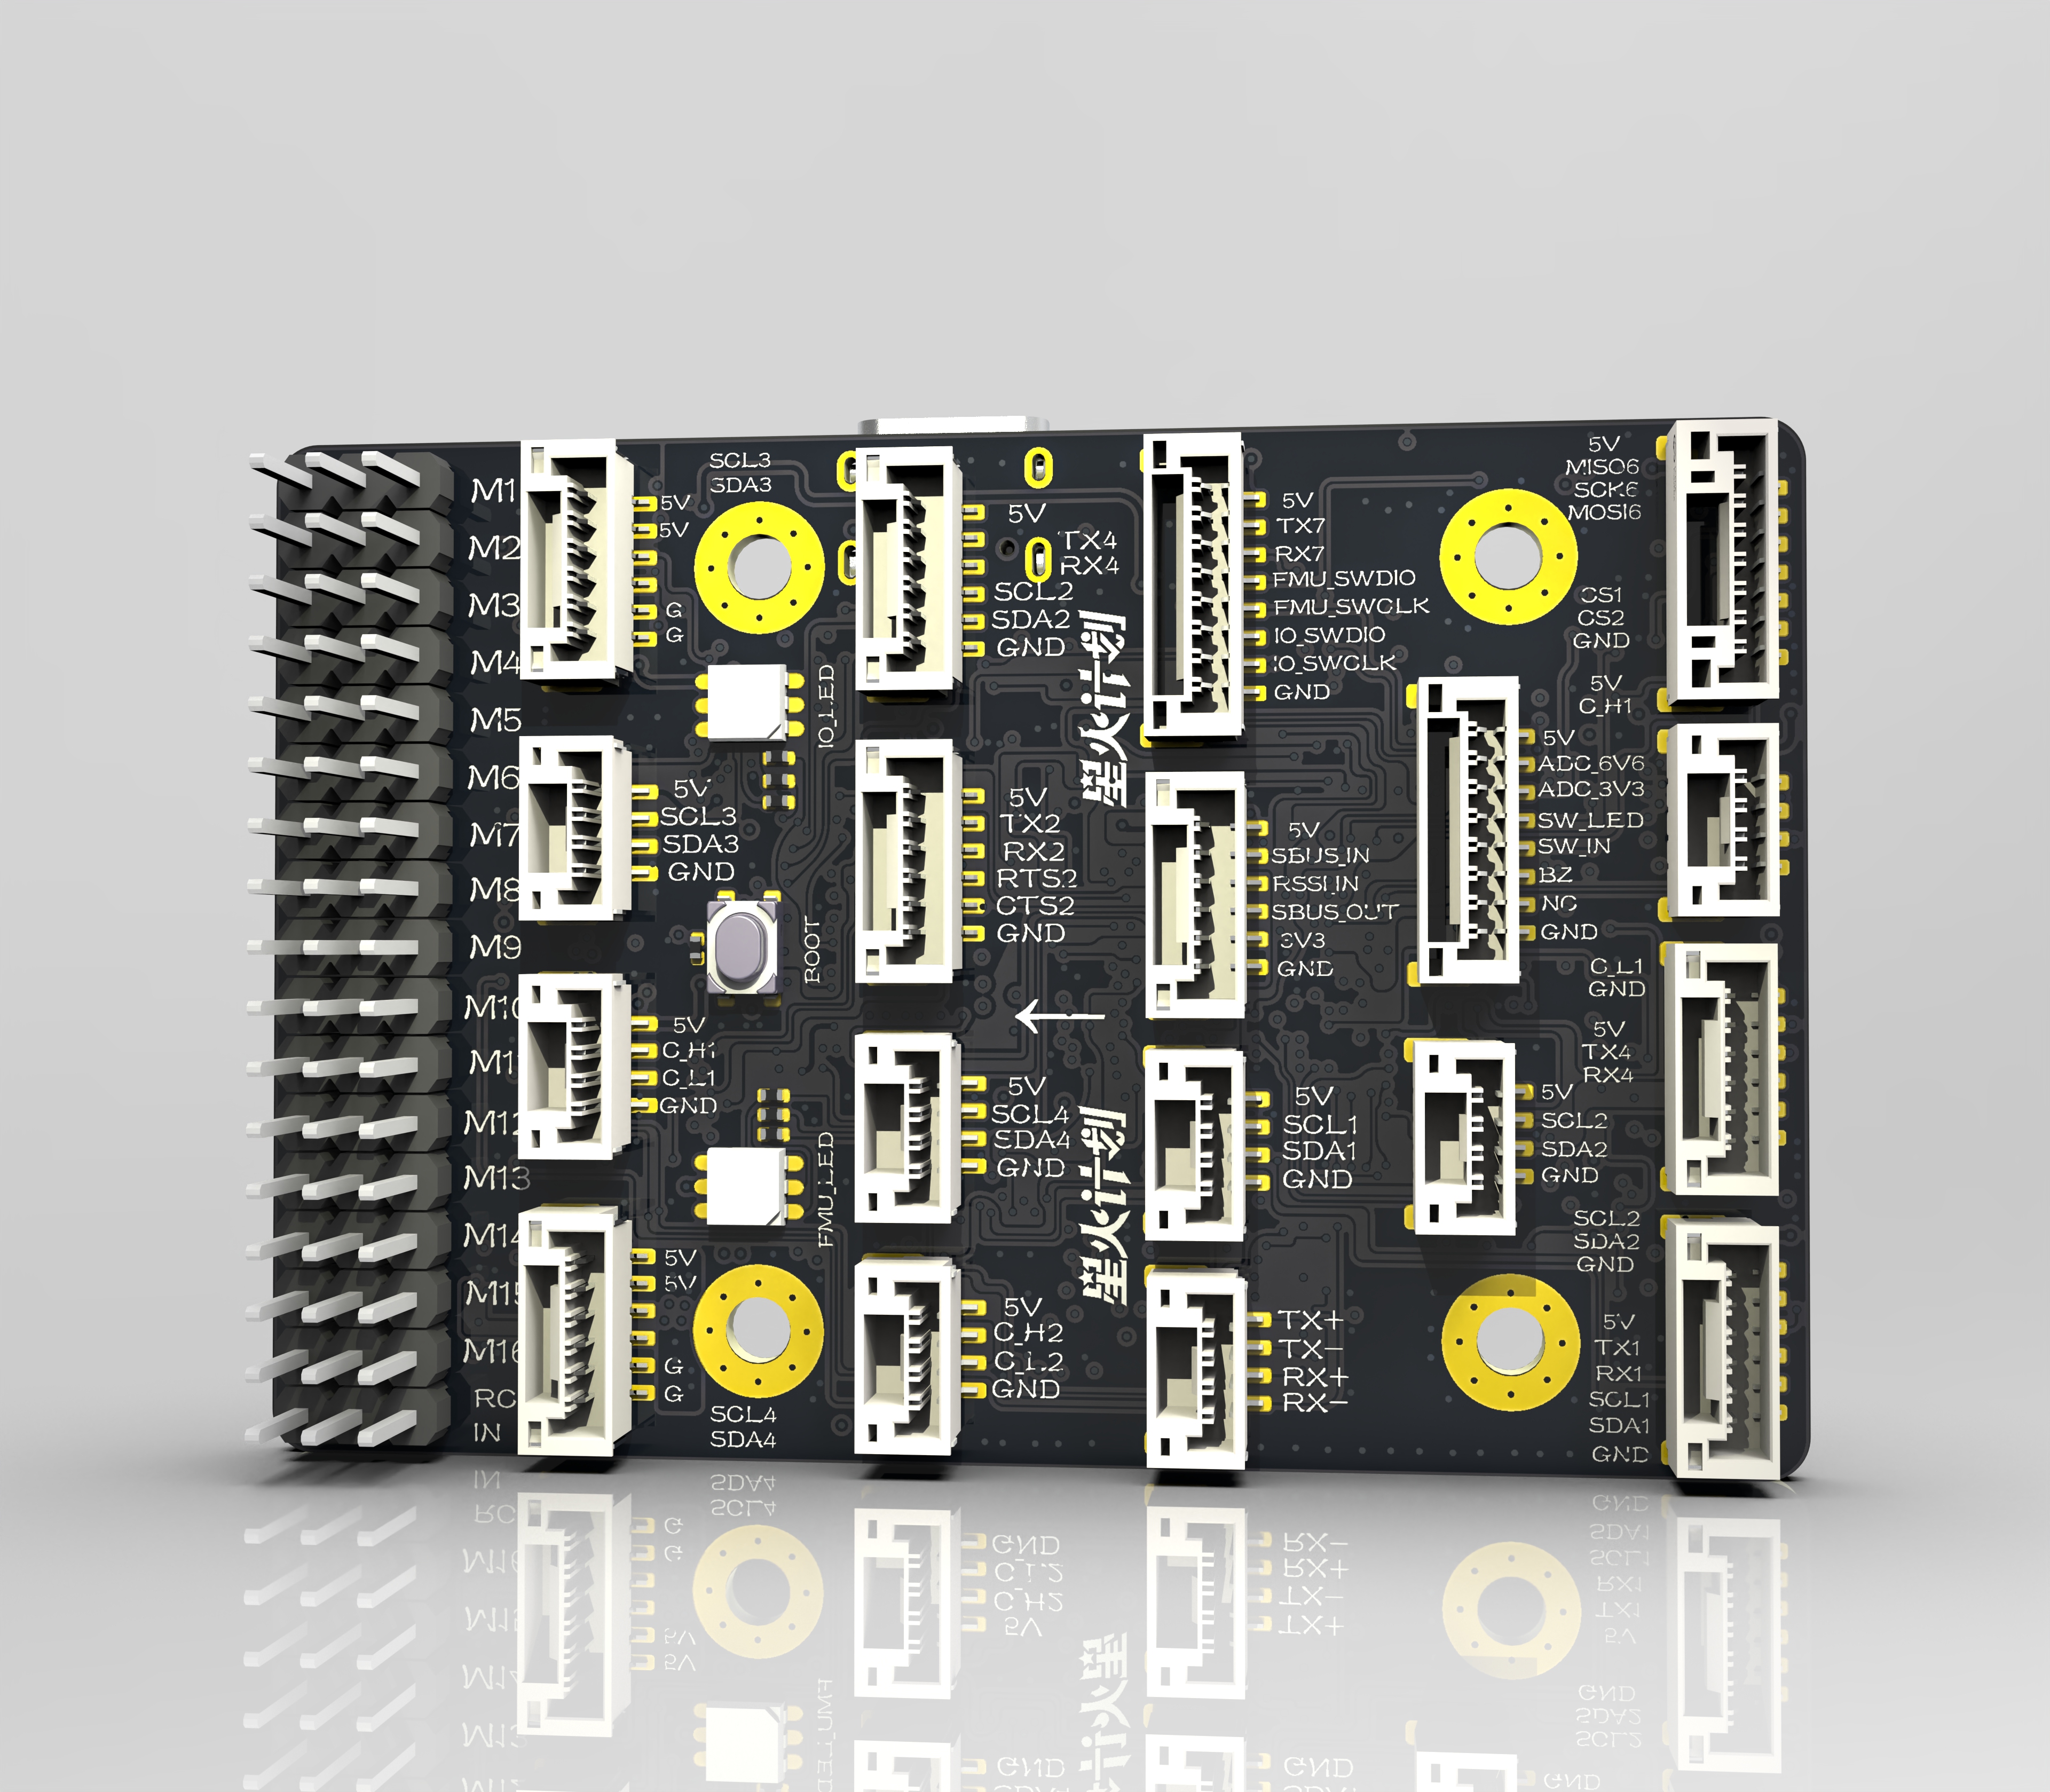 M1
M2
M3
M4
M5
M6
M7
M8
M9
M10
M11
M12
M13
M14
M15
M16
RC
IN
5V
5V
G
G
5V
SCL3
SDA3
GND
5V
C_H1
C_L1
GND
5V
5V
G
G
SCL3
SDA3
IO_LED
BOOT
FMU_LED
SCL4
SDA4
5V
TX4
RX4
SCL2
SDA2
GND
5V
TX2
RX2
RTS2
CTS2
GND
5V
SCL4
SDA4
GND
5V
C_H2
C_L2
GND
星火计划
星火计划
5V
TX7
RX7
FMU_SWDIO
FMU_SWCLK
IO_SWDIO
IO_SWCLK
GND
5V
SBUS_IN
RSSI_IN
SBUS_OUT
3V3
GND
5V
SCL1
SDA1
GND
TX+
TX-
RX+
RX-
5V
ADC_6V6
ADC_3V3
SW_LED
SW_IN
BZ
NC
GND
5V
SCL2
SDA2
GND
5V
MISO6
SCK6
MOSI6
CS1
CS2
GND
5V
C_H1
C_L1
GND
5V
TX4
RX4
SCL2
SDA2
GND
5V
TX1
RX1
SCL1
SDA1
GND